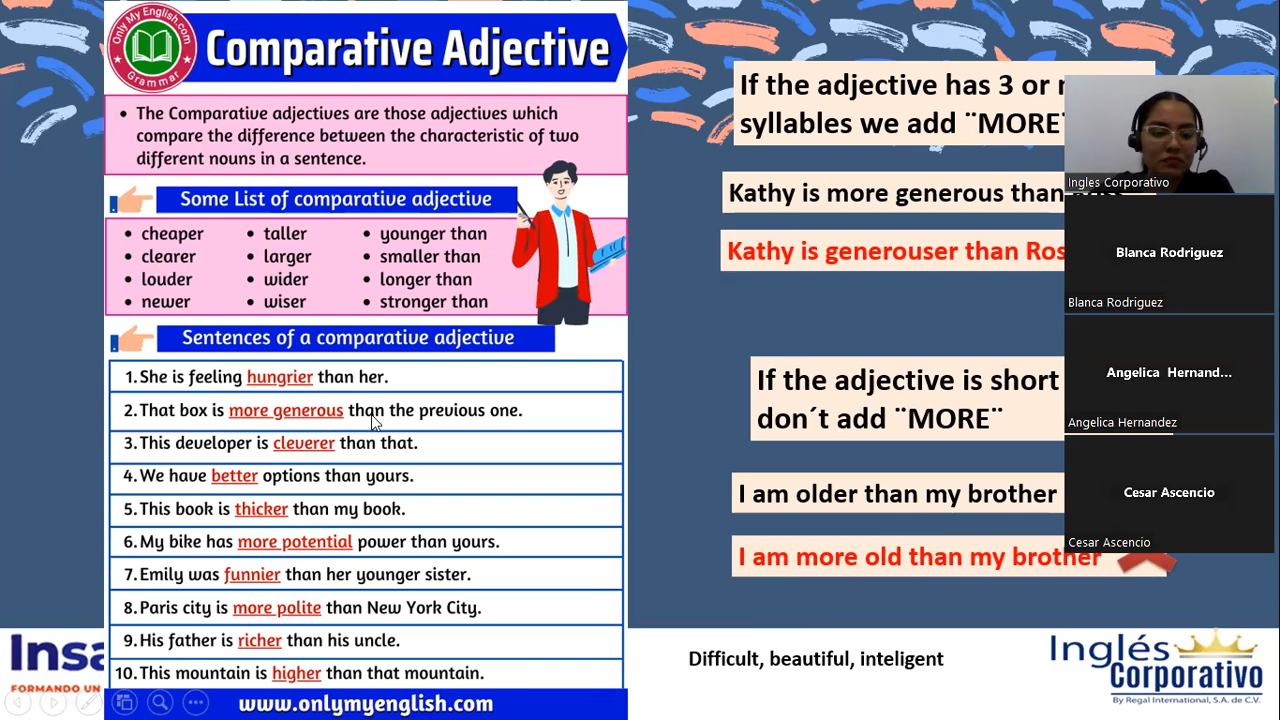 OnlyMyEnglish.com
Grammar
Comparative Adjective
• The Comparative adjectives are those adjectives which
compare the difference between the characteristic of two
different nouns in a sentence.
Some List of comparative adjective
• cheaper • taller • younger than
• clearer • larger • smaller than
• louder • wider • longer than
• newer • wiser • stronger than
Sentences of a comparative adjective
1. She is feeling hungrier than her.
2. That box is more generous than the previous one.
3. This developer is cleverer than that.
4. We have better options than yours.
5. This book is thicker than my book.
6. My bike has more potential power than yours.
7. Emily was funnier than her younger sister.
8. Paris city is more polite than New York City.
9. His father is richer than his uncle.
10. This mountain is higher than that mountain.
www.onlymyenglish.com
If the adjective has 3 or
syllables we add ¨MORE¨
Kathy is more generous than
Kathy is generouser than Ros
If the adjective is short
don´t add ¨MORE¨
I am older than my brother
I am more old than my brother
Difficult, beautiful, inteligent
Ingles Corporativo
Blanca Rodriguez
Blanca Rodriguez
Angelica Hernand...
Angelica Hernandez
Cesar Ascencio
Cesar Ascencio
Insa
FORMANDO UN
Inglés
Corporativo
By Regal International, S.A. de C.V.